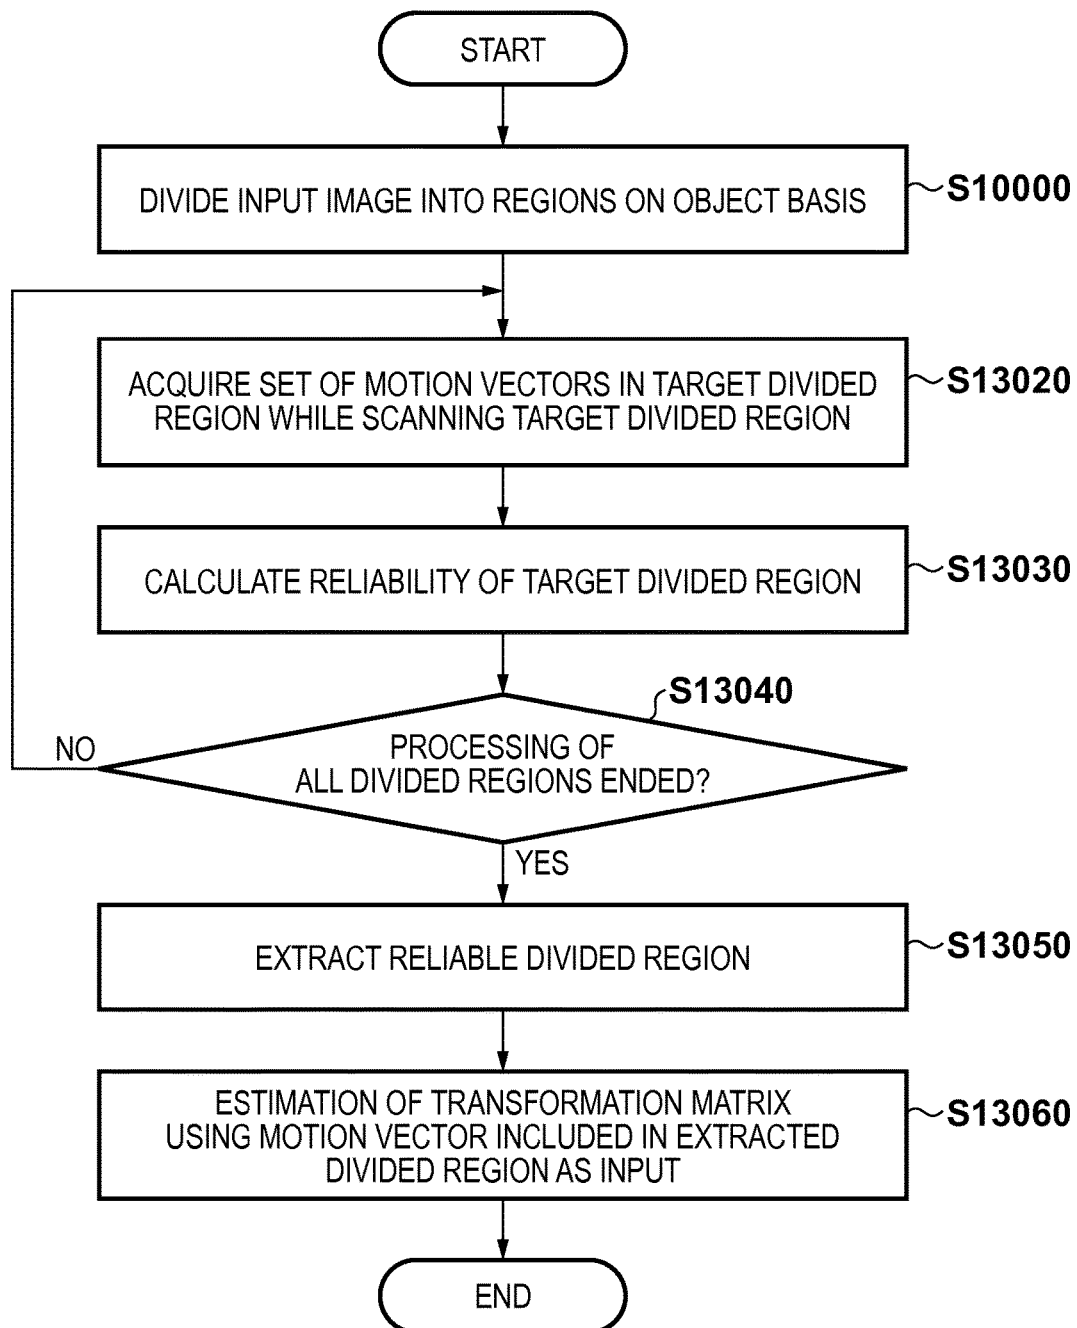 START
DIVIDE INPUT IMAGE INTO REGIONS ON OBJECT BASIS
S10000
ACQUIRE SET OF MOTION VECTORS IN TARGET DIVIDED
REGION WHILE SCANNING TARGET DIVIDED REGION
S13020
CALCULATE RELIABILITY OF TARGET DIVIDED REGION
S13030
S13040
PROCESSING OF
ALL DIVIDED REGIONS ENDED?
NO
YES
EXTRACT RELIABLE DIVIDED REGION
S13050
ESTIMATION OF TRANSFORMATION MATRIX
USING MOTION VECTOR INCLUDED IN EXTRACTED
DIVIDED REGION AS INPUT
S13060
END